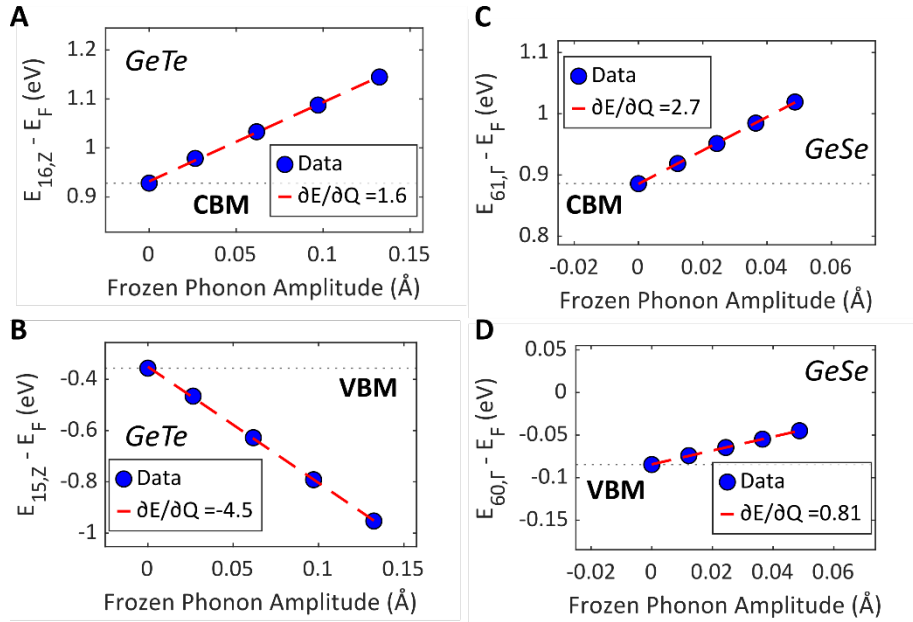 A
GeTe
1.2
1.1
1
0.9
E16,Z - EF (eV)
Data
∂E/∂Q =1.6
CBM
0
0.05
0.1
0.15
Frozen Phonon Amplitude (Å)
C
1.1
1
0.9
0.8
E61,Γ - EF (eV)
Data
∂E/∂Q =2.7
GeSe
CBM
-0.02
0
0.02
0.04
0.06
Frozen Phonon Amplitude (Å)
B
-0.4
-0.6
-0.8
-1
E15,Z - EF (eV)
VBM
GeTe
Data
∂E/∂Q =-4.5
0
0.05
0.1
0.15
Frozen Phonon Amplitude (Å)
D
0.05
0
-0.05
-0.1
-0.15
E60,Γ - EF (eV)
GeSe
VBM
Data
∂E/∂Q =0.81
-0.02
0
0.02
0.04
0.06
Frozen Phonon Amplitude (Å)